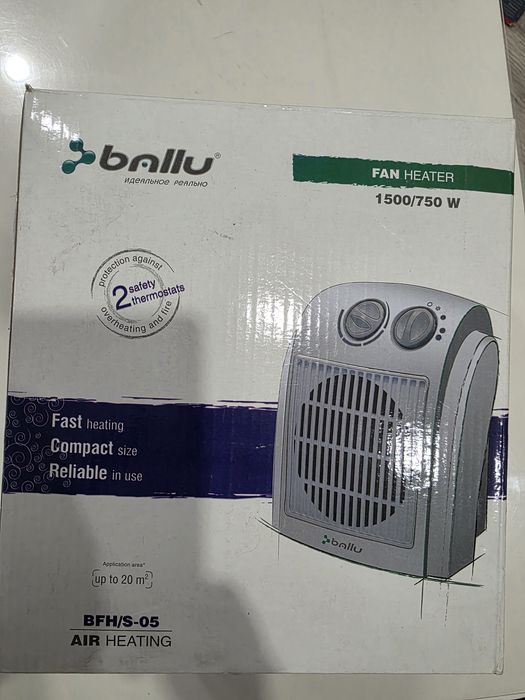 ballu®
идеальное реально
FAN HEATER
1500/750 W
protection against
2 safety
thermostats
overheating and fire
Fast heating
Compact size
Reliable in use
ballu
Application area*
up to 20 m²
BFH/S-05
AIR HEATING